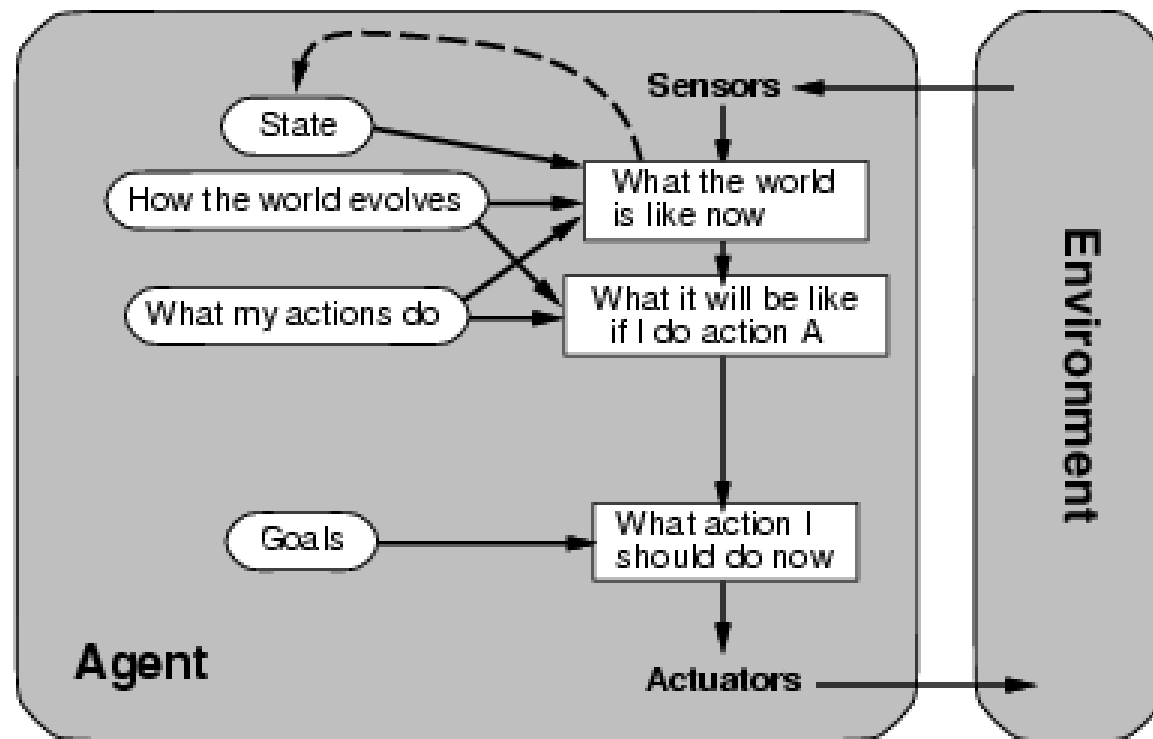 Sensors
State
What the world
is like now
How the world evolves
What my actions do
What it will be like
if I do action A
Environment
Goals
What action I
should do now
Agent
Actuators